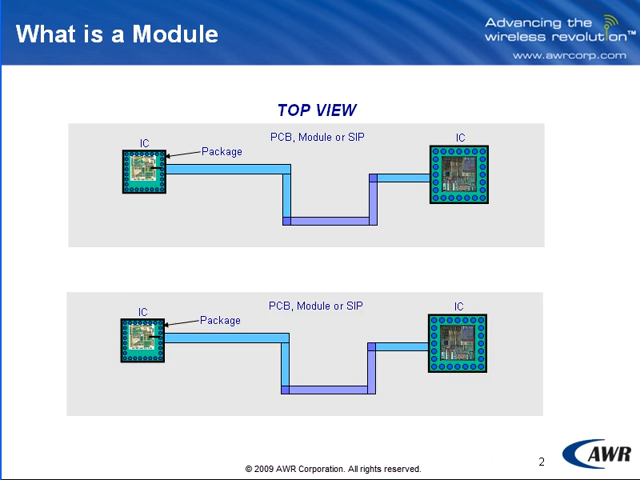 What is a Module
Advancing the
wireless revolution™
www.awrcorp.com
TOP VIEW
IC
PCB, Module or SIP
IC
Package
IC
PCB, Module or SIP
IC
Package
© 2009 AWR Corporation. All rights reserved.
2
AWR